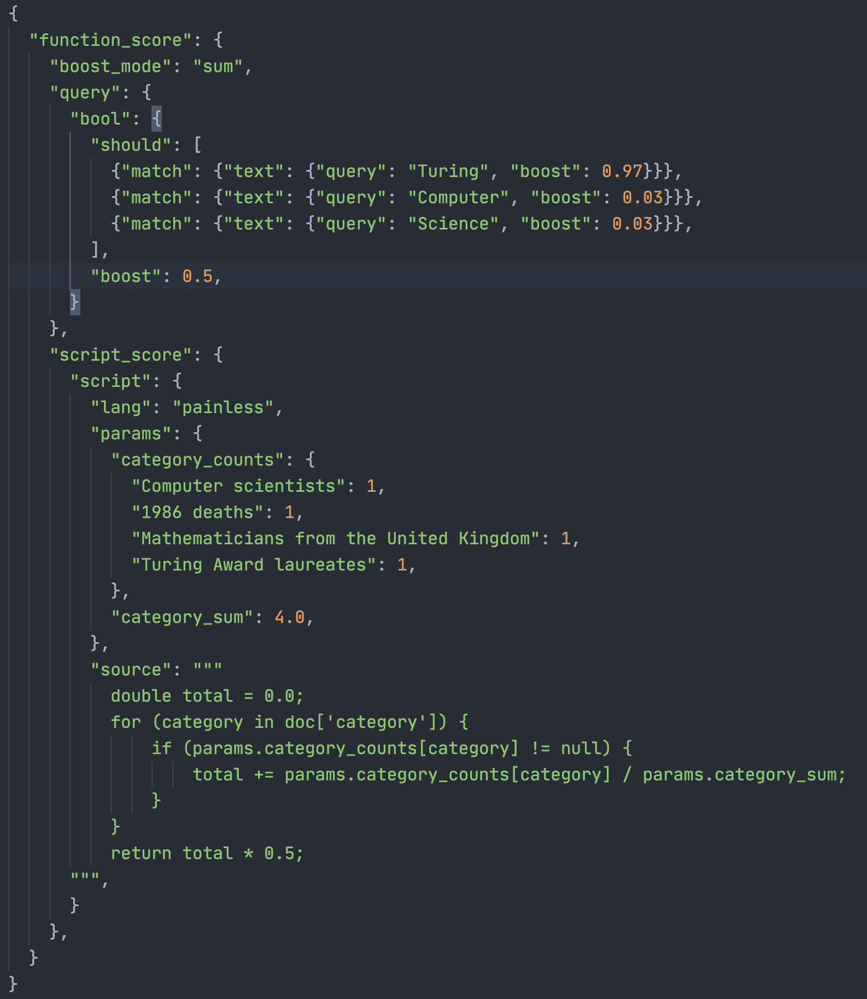 {
  "function_score": {
    "boost_mode": "sum",
    "query": {
      "bool": {
        "should": [
          {"match": {"text": {"query": "Turing", "boost": 0.97}}},
          {"match": {"text": {"query": "Computer", "boost": 0.03}}},
          {"match": {"text": {"query": "Science", "boost": 0.03}}},
        ],
        "boost": 0.5,
      }
    },
    "script_score": {
      "script": {
        "lang": "painless",
        "params": {
          "category_counts": {
            "Computer scientists": 1,
            "1986 deaths": 1,
            "Mathematicians from the United Kingdom": 1,
            "Turing Award laureates": 1,
          },
          "category_sum": 4.0,
        },
        "source": """
          double total = 0.0;
          for (category in doc['category']) {
              if (params.category_counts[category] != null) {
                  total += params.category_counts[category] / params.category_sum;
              }
          }
          return total * 0.5;
      """,
      }
    },
  }
}